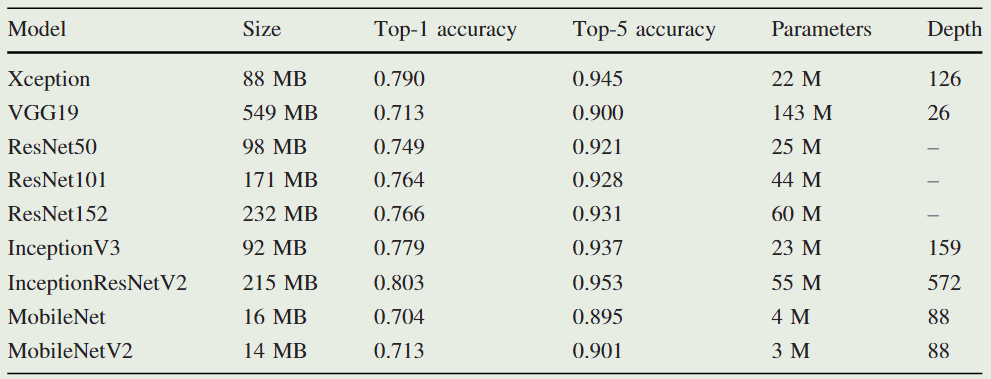 Model Size Top-1 accuracy Top-5 accuracy Parameters Depth
Xception 88 MB 0.790 0.945 22 M 126
VGG19 549 MB 0.713 0.900 143 M 26
ResNet50 98 MB 0.749 0.921 25 M –
ResNet101 171 MB 0.764 0.928 44 M –
ResNet152 232 MB 0.766 0.931 60 M –
InceptionV3 92 MB 0.779 0.937 23 M 159
InceptionResNetV2 215 MB 0.803 0.953 55 M 572
MobileNet 16 MB 0.704 0.895 4 M 88
MobileNetV2 14 MB 0.713 0.901 3 M 88